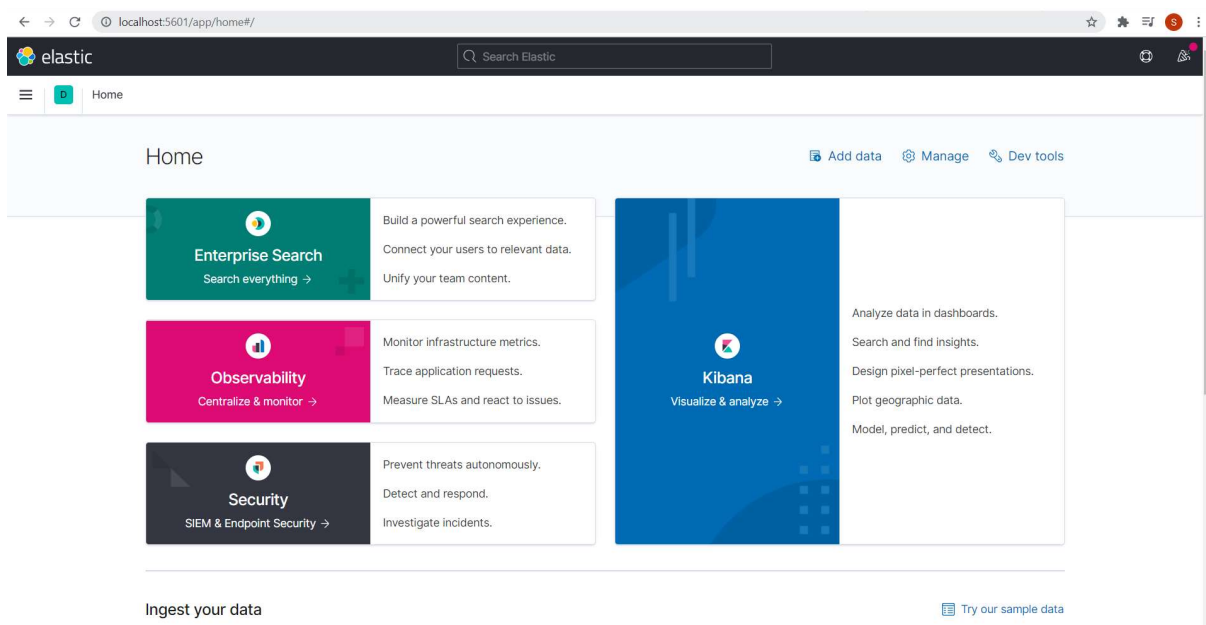 localhost:5601/app/home#/
S
elastic
Search Elastic
D
Home
Home
Add data
Manage
Dev tools
Enterprise Search
Search everything →
Build a powerful search experience.
Connect your users to relevant data.
Unify your team content.
Observability
Centralize & monitor →
Monitor infrastructure metrics.
Trace application requests.
Measure SLAs and react to issues.
Security
SIEM & Endpoint Security →
Prevent threats autonomously.
Detect and respond.
Investigate incidents.
Kibana
Visualize & analyze →
Analyze data in dashboards.
Search and find insights.
Design pixel-perfect presentations.
Plot geographic data.
Model, predict, and detect.
Ingest your data
Try our sample data